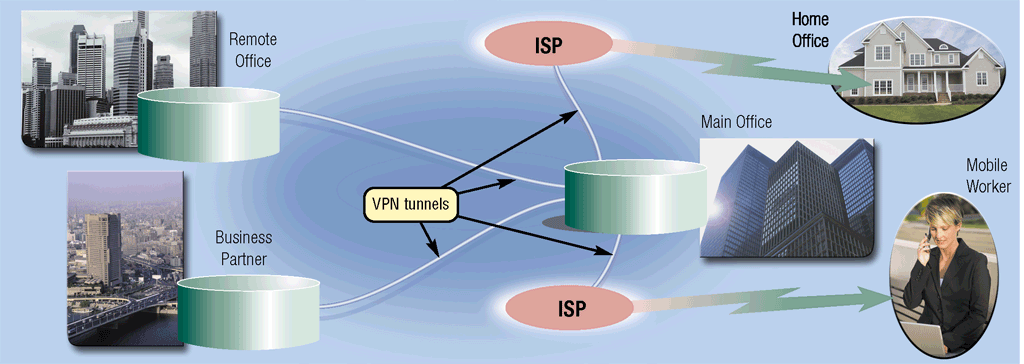 Remote
Office
ISP
Home
Office
Main Office
VPN tunnels
Mobile
Worker
Business
Partner
ISP